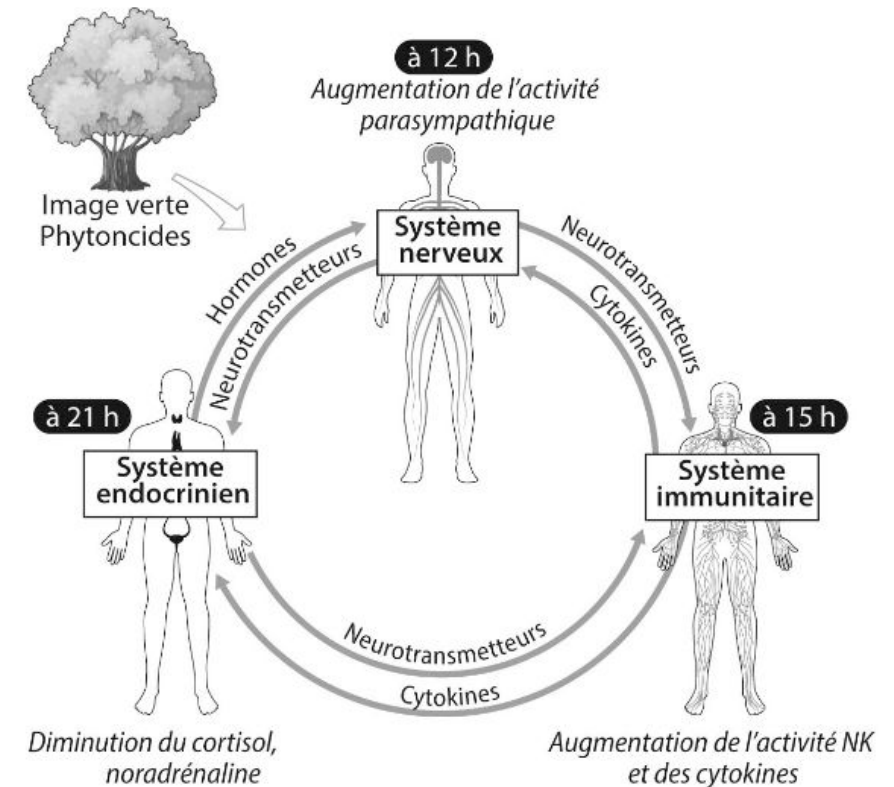 à 12 h
Augmentation de l'activité
parasympathique
Image verte
Phytoncides
Système
nerveux
Hormones
Neurotransmetteurs
Neurotransmetteurs
Cytokines
à 21 h
Système
endocrinien
à 15 h
Système
immunitaire
Neurotransmetteurs
Cytokines
Diminution du cortisol,
noradrénaline
Augmentation de l'activité NK
et des cytokines